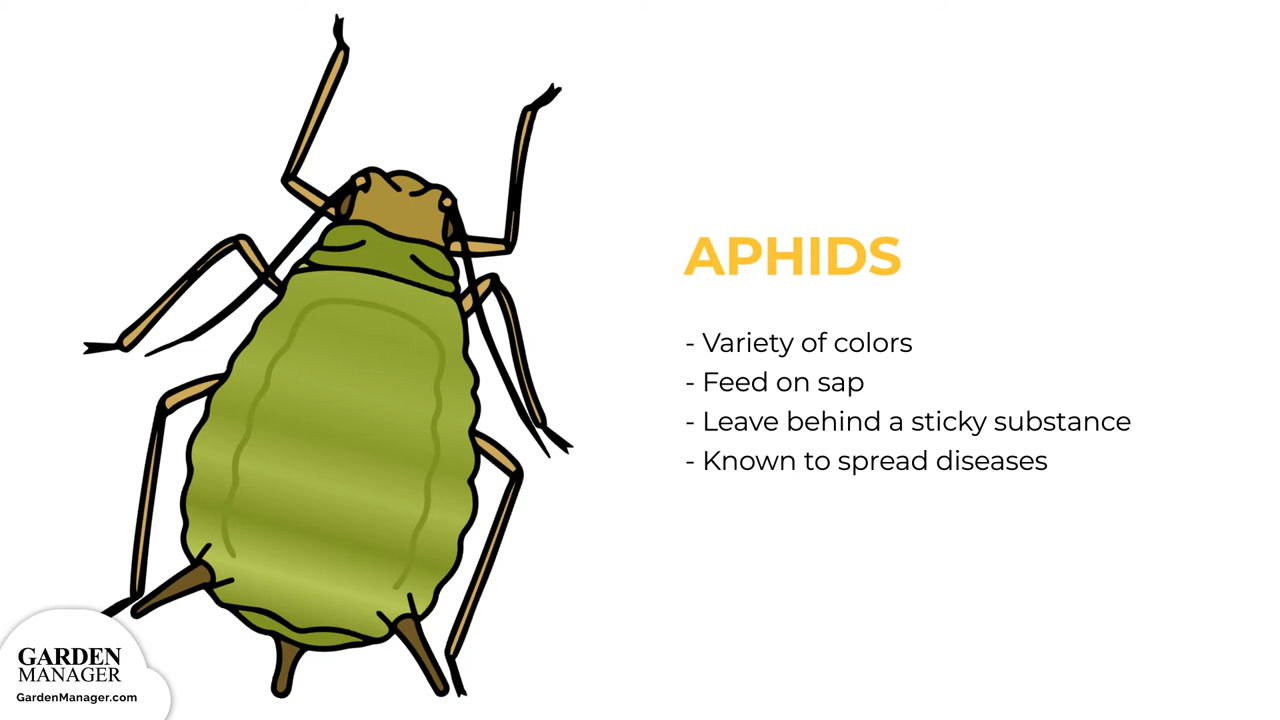 APHIDS
- Variety of colors
- Feed on sap
- Leave behind a sticky substance
- Known to spread diseases
GARDEN
MANAGER
GardenManager.com